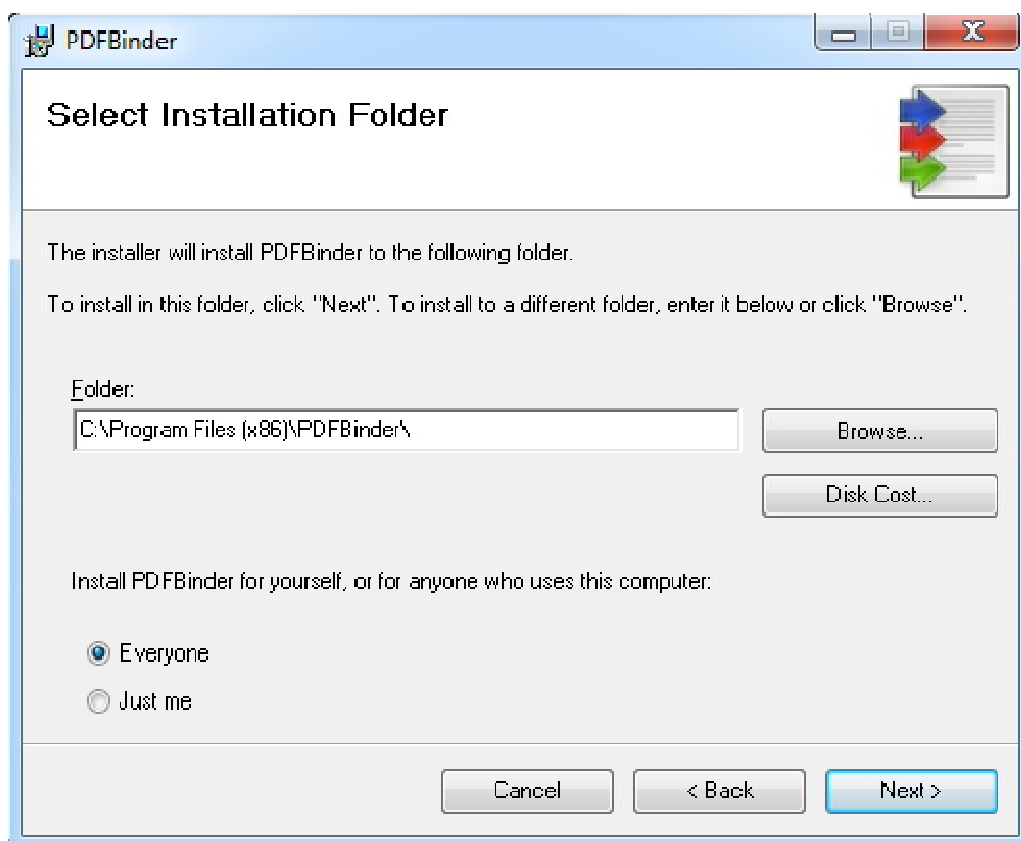 PDFBinder
Select Installation Folder
The installer will install PDFBinder to the following folder.
To install in this folder, click "Next". To install to a different folder, enter it below or click "Browse".
Folder:
C:\Program Files (x86)\PDFBinder\
Browse...
Disk Cost...
Install PDFBinder for yourself, or for anyone who uses this computer:
Everyone
Just me
Cancel
< Back
Next >